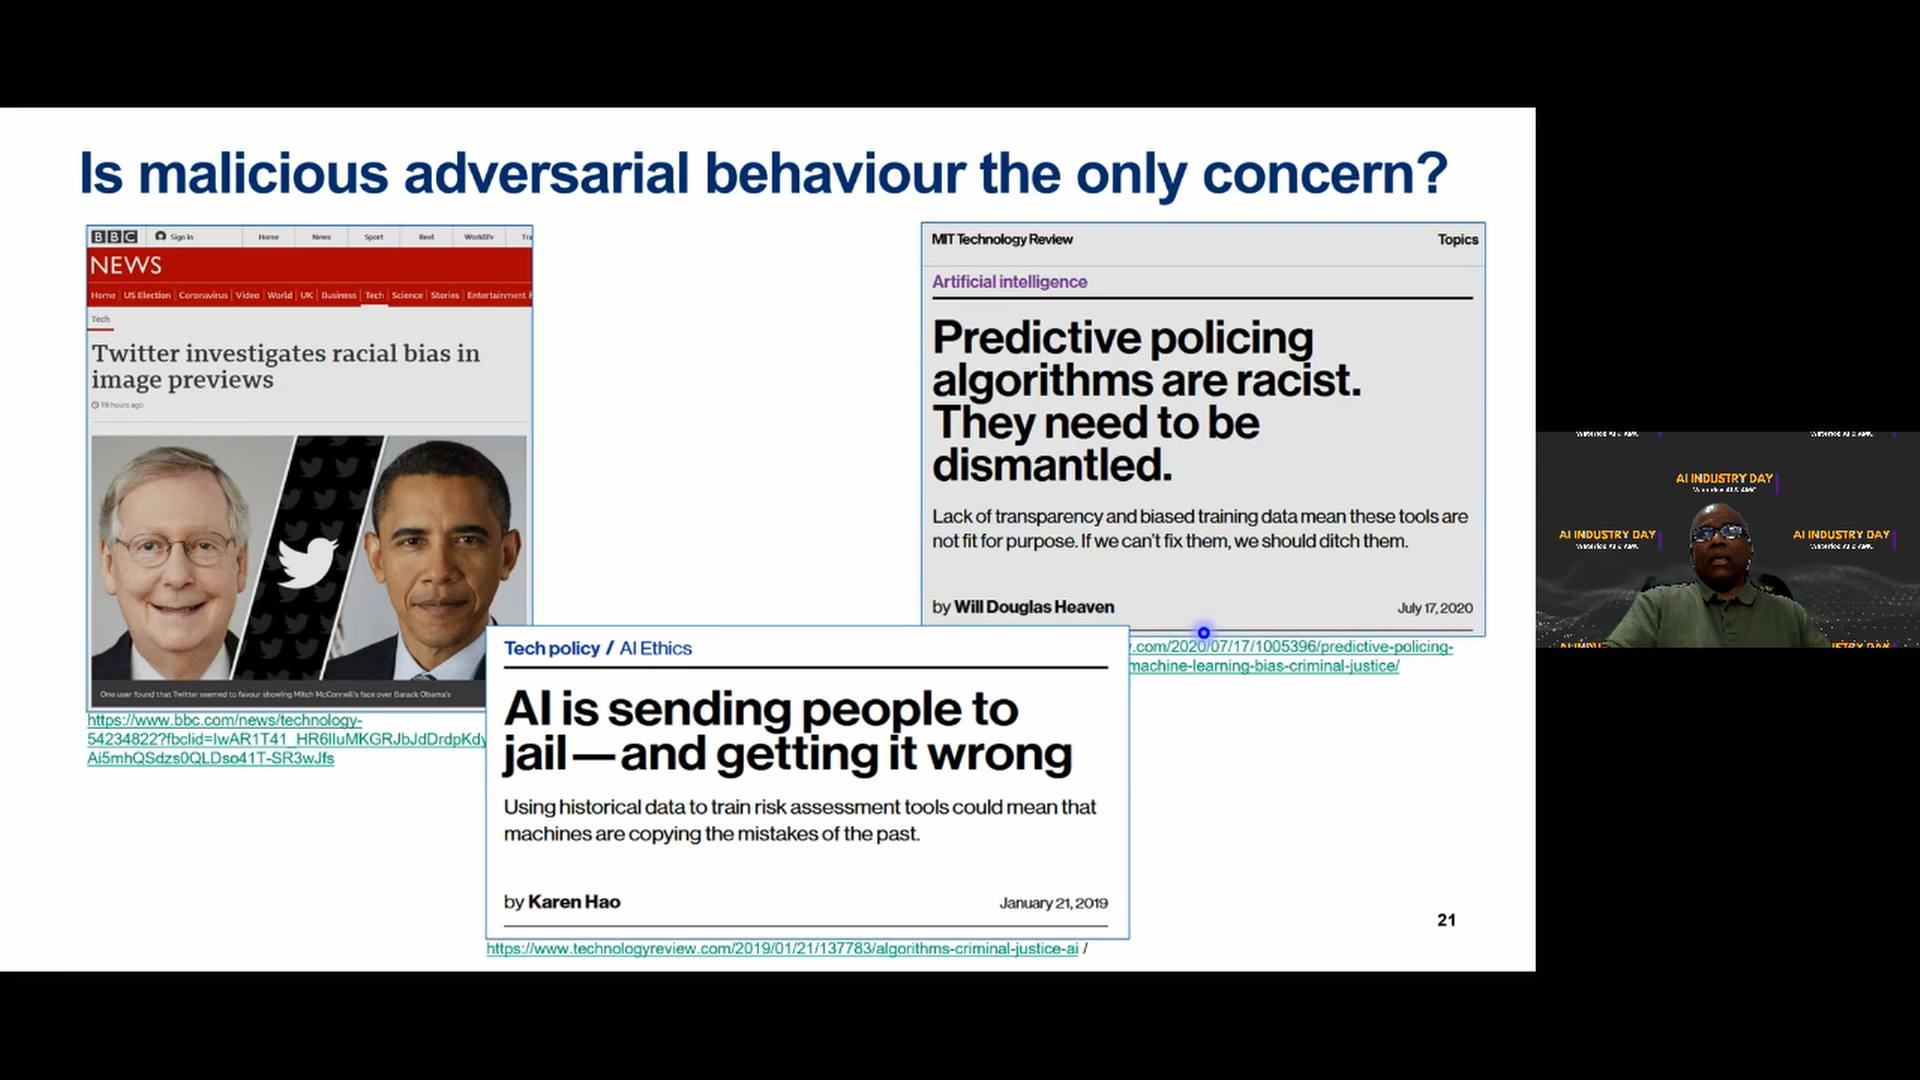 Is malicious adversarial behaviour the only concern?
BBC Sign in Home News Sport Reel Worklife Tra
NEWS
Home US Election Coronavirus Video World UK Business Tech Science Stories Entertainment &
Tech
Twitter investigates racial bias in
image previews
19 hours ago
One user found that Twitter seemed to favour showing Mitch McConnell's face over Barack Obama's
https://www.bbc.com/news/technology-
54234822?fbclid=IwAR1T41_HR6lIuMKGRJbJdDrdpKdy
Ai5mhQSdzs0QLDso41T-SR3wJfs
MIT Technology Review Topics
Artificial intelligence
Predictive policing
algorithms are racist.
They need to be
dismantled.
Lack of transparency and biased training data mean these tools are
not fit for purpose. If we can't fix them, we should ditch them.
by Will Douglas Heaven July 17, 2020
.com/2020/07/17/1005396/predictive-policing-
machine-learning-bias-criminal-justice/
Tech policy / AI Ethics
AI is sending people to
jail—and getting it wrong
Using historical data to train risk assessment tools could mean that
machines are copying the mistakes of the past.
by Karen Hao January 21, 2019
https://www.technologyreview.com/2019/01/21/137783/algorithms-criminal-justice-ai /
21
AI INDUSTRY DAY
AI INDUSTRY DAY
AI INDUSTRY DAY